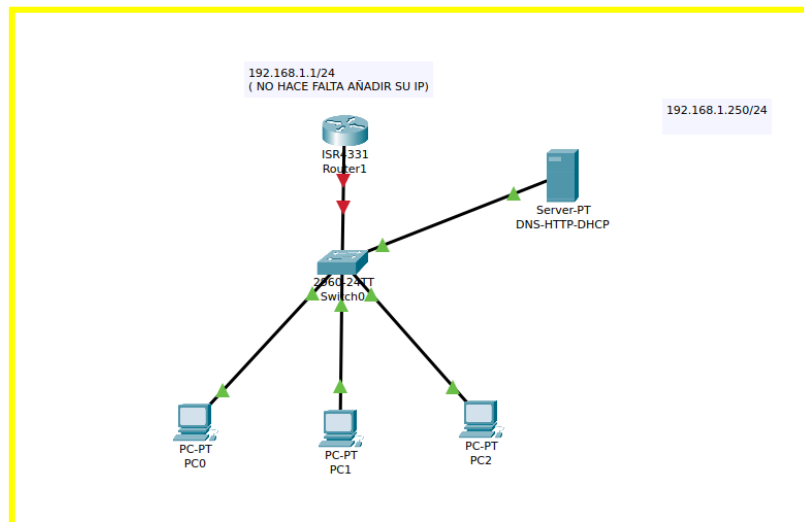 192.168.1.1/24
( NO HACE FALTA AÑADIR SU IP)
192.168.1.250/24
ISR4331
Router1
Server-PT
DNS-HTTP-DHCP
2960-24TT
Switch0
PC-PT
PC0
PC-PT
PC1
PC-PT
PC2